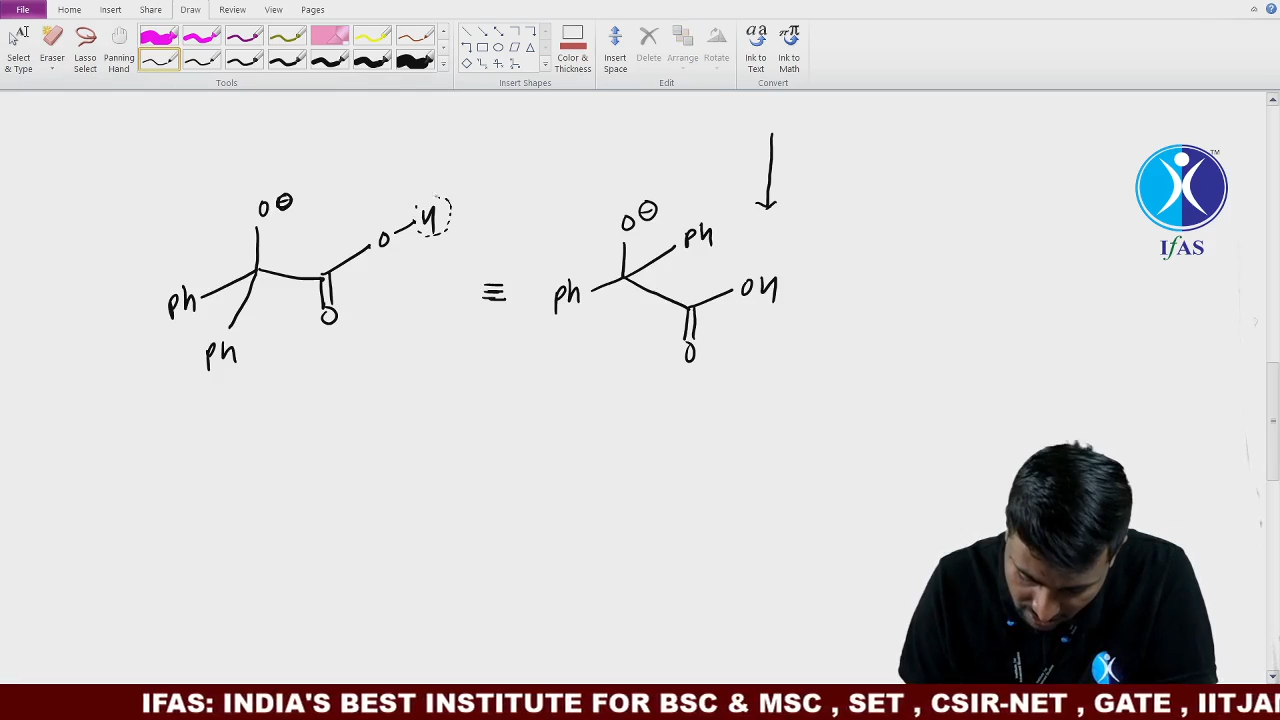 File Home Insert Share Draw Review View Pages
Select & Type
Eraser
Lasso Select
Panning Hand
Color & Thickness
Insert Space
Delete
Arrange
Rotate
Ink to Text
Ink to Math
Tools
Insert Shapes
Edit
Convert
O ⊖
O H
Ph
O
Ph
≡
O ⊖
Ph
Ph
OH
O
TM
IfAS
IFAS: INDIA'S BEST INSTITUTE FOR BSC & MSC , SET , CSIR-NET , GATE , IITJA